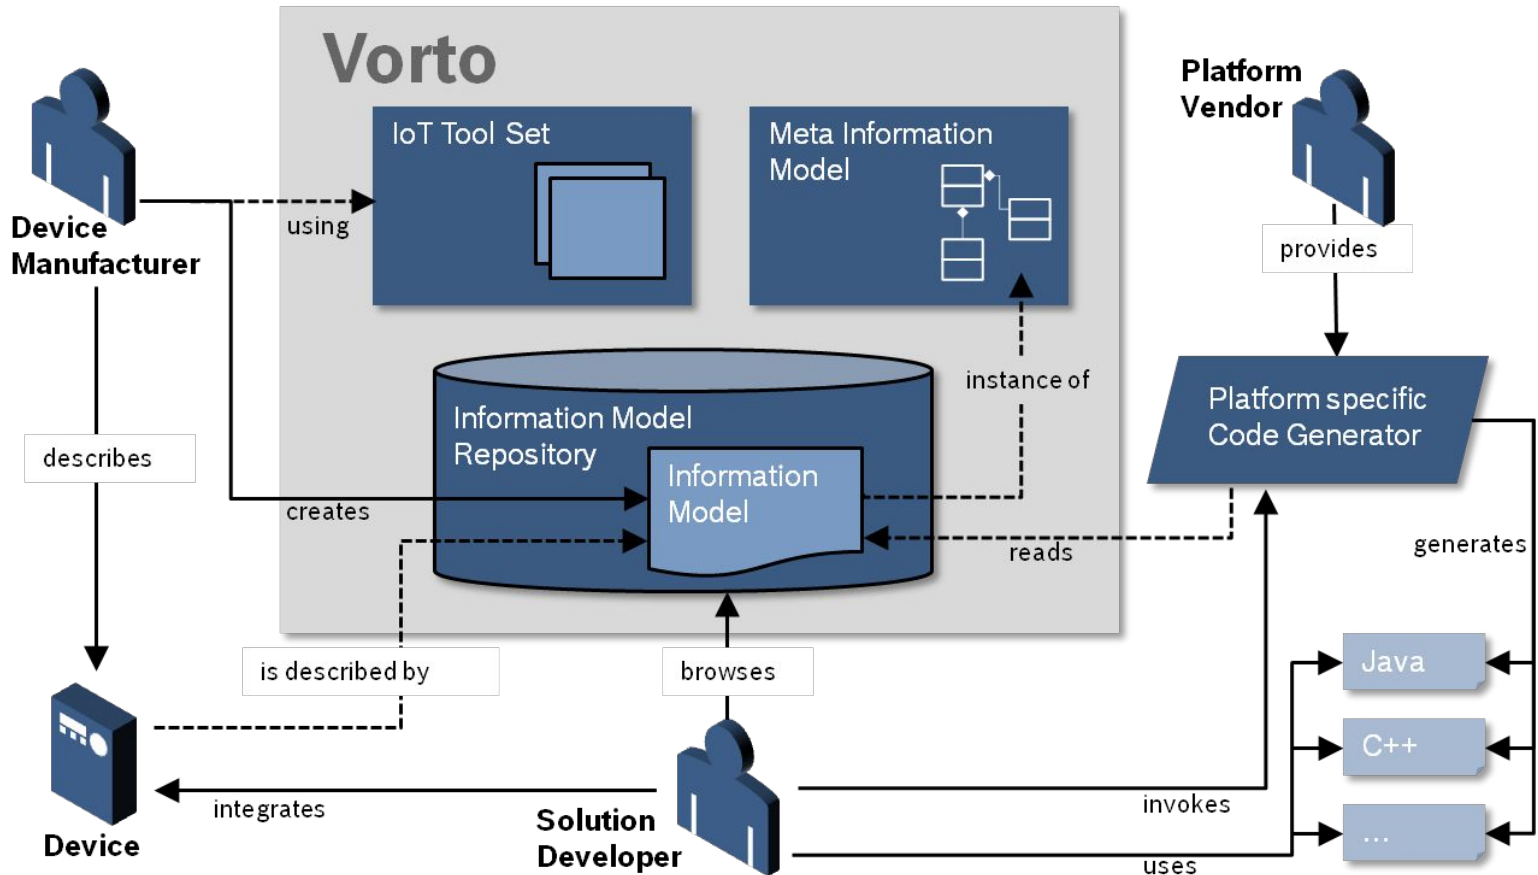 Vorto
Platform
Vendor
IoT Tool Set
Meta Information
Model
Device
Manufacturer
using
provides
instance of
Information Model
Repository
Platform specific
Code Generator
describes
Information
Model
creates
reads
generates
is described by
browses
Java
C++
integrates
invokes
Solution
Developer
...
Device
uses